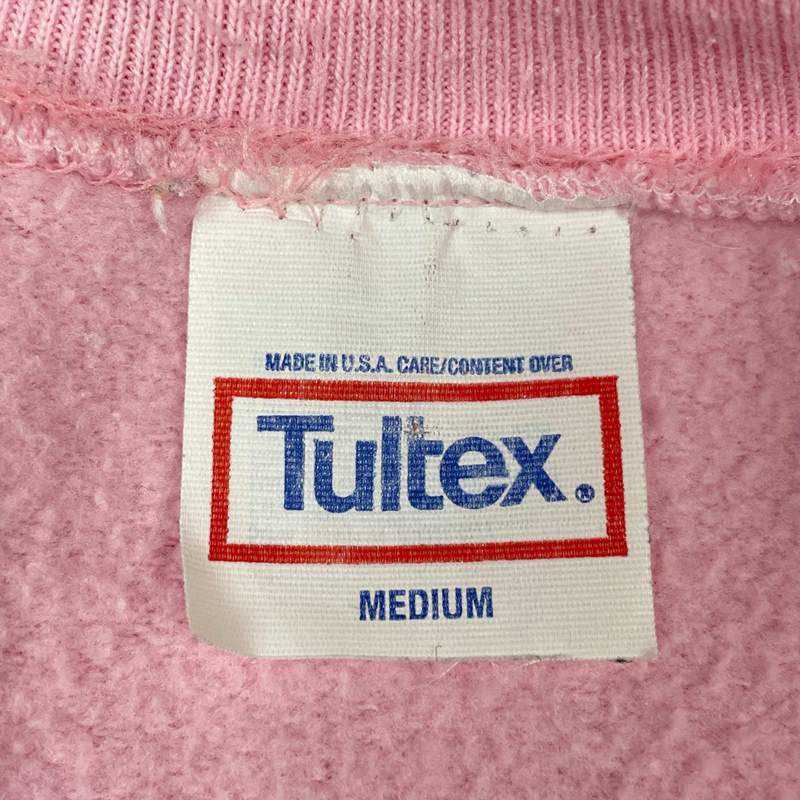 MADE IN U.S.A. CARE/CONTENT OVER
Tultex.®
MEDIUM